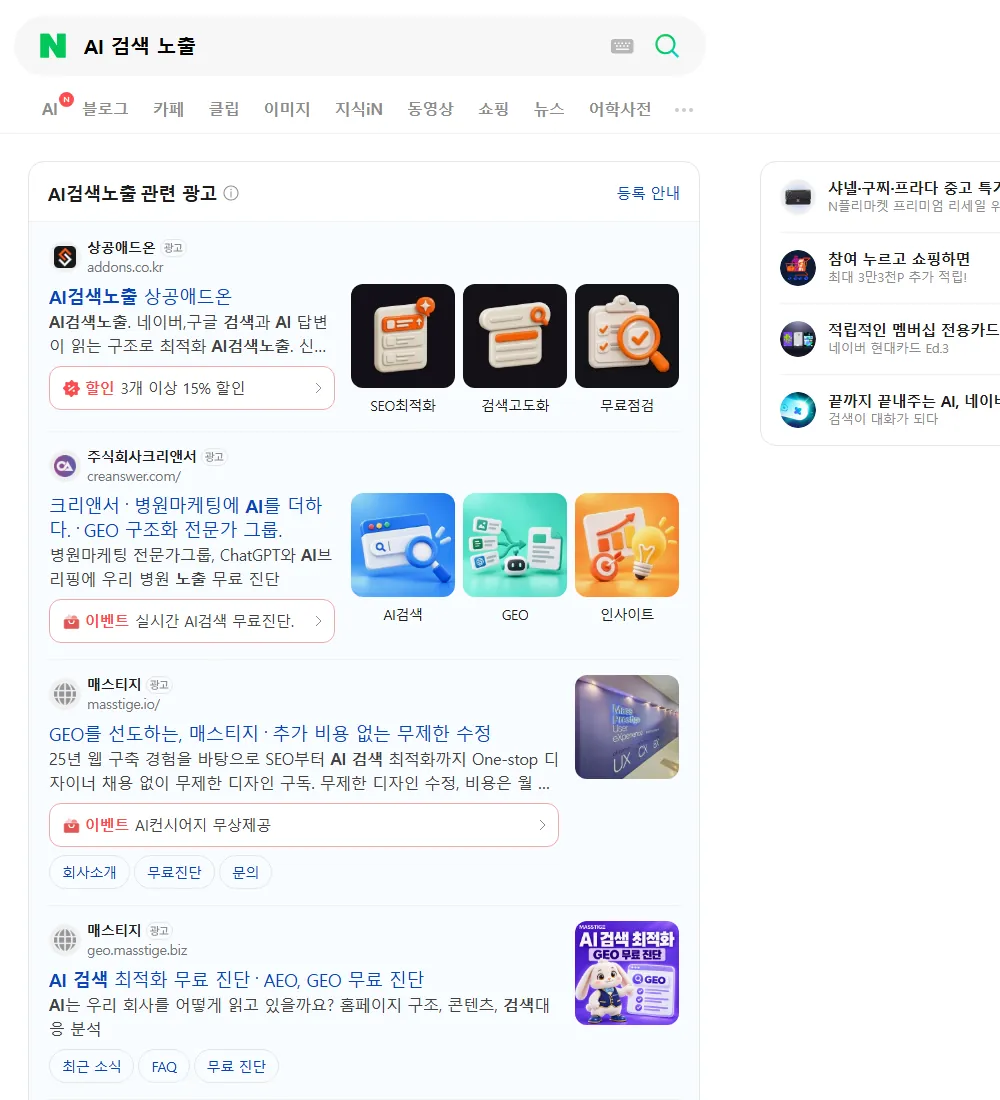 N AI 검색 노출
AI N 블로그 카페 클립 이미지 지식iN 동영상 쇼핑 뉴스 어학사전 ···
AI검색노출 관련 광고 등록 안내
상공애드온 광고
addons.co.kr
AI검색노출 상공애드온
AI검색노출. 네이버,구글 검색과 AI 답변
이 읽는 구조로 최적화 AI검색노출. 신...
할인 3개 이상 15% 할인
SEO최적화 검색고도화 무료점검
주식회사크리앤서 광고
creanswer.com/
크리앤서 · 병원마케팅에 AI를 더하
다. · GEO 구조화 전문가 그룹.
병원마케팅 전문가그룹, ChatGPT와 AI브
리핑에 우리 병원 노출 무료 진단
이벤트 실시간 AI검색 무료진단.
AI검색 GEO 인사이트
매스티지 광고
masstige.io/
GEO를 선도하는, 매스티지 · 추가 비용 없는 무제한 수정
25년 웹 구축 경험을 바탕으로 SEO부터 AI 검색 최적화까지 One-stop 디
자이너 채용 없이 무제한 디자인 구독. 무제한 디자인 수정, 비용은 월 ...
이벤트 AI컨시어지 무상제공
회사소개 무료진단 문의
UX CX BX
매스티지 광고
geo.masstige.biz
AI 검색 최적화 무료 진단 · AEO, GEO 무료 진단
AI는 우리 회사를 어떻게 읽고 있을까요? 홈페이지 구조, 콘텐츠, 검색대
응 분석
최근 소식 FAQ 무료 진단
MASSTIGE
AI 검색 최적화
GEO 무료 진단
GEO
샤넬·구찌·프라다 중고 특가
N플리마켓 프리미엄 리세일
참여 누르고 쇼핑하면
최대 3만3천P 추가 적립!
적립적인 멤버십 전용카드
네이버 현대카드 Ed.3
끝까지 끝내주는 AI, 네이버
검색이 대화가 되다